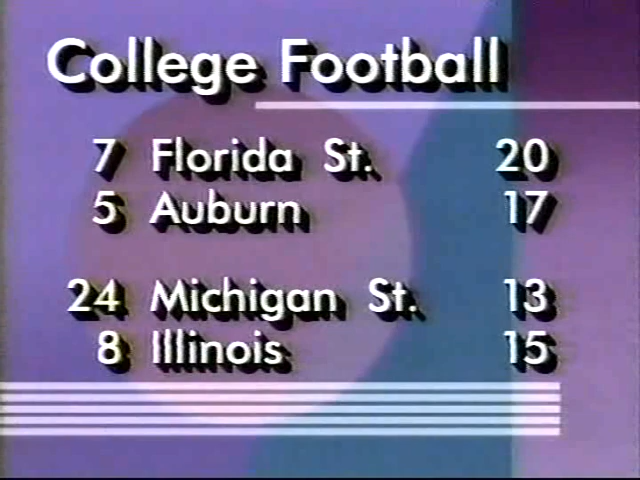 College Football
7 Florida St. 20
5 Auburn 17
24 Michigan St. 13
8 Illinois 15